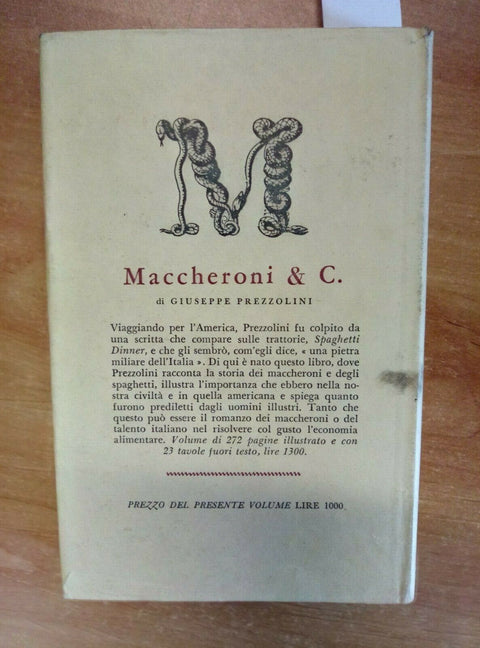 M
Maccheroni & C.
di GIUSEPPE PREZZOLINI
Viaggiando per l'America, Prezzolini fu colpito da
una scritta che compare sulle trattorie, Spaghetti
Dinner, e che gli sembrò, com'egli dice, « una pietra
miliare dell'Italia ». Di qui è nato questo libro, dove
Prezzolini racconta la storia dei maccheroni e degli
spaghetti, illustra l'importanza che ebbero nella no-
stra civiltà e in quella americana e spiega quanto
furono prediletti dagli uomini illustri. Tanto che
questo può essere il romanzo dei maccheroni o del
talento italiano nel risolvere col gusto l'economia
alimentare. Volume di 272 pagine illustrato e con
23 tavole fuori testo, lire 1300.
PREZZO DEL PRESENTE VOLUME LIRE 1000.